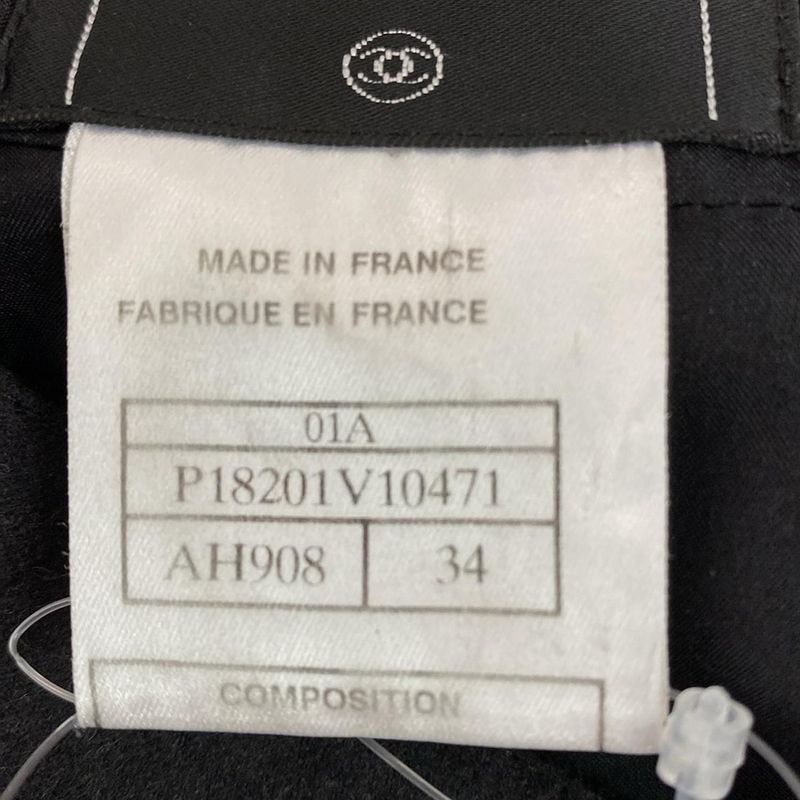 MADE IN FRANCE
FABRIQUE EN FRANCE
01A
P18201V10471
AH908 34
COMPOSITION